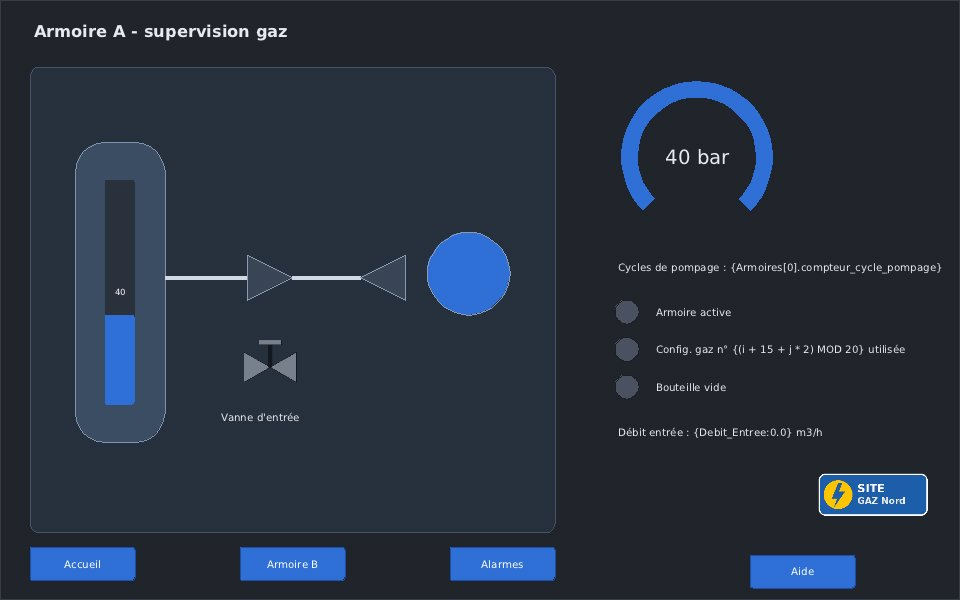 Armoire A - supervision gaz
40 bar
40
Cycles de pompage : {Armoires[0].compteur_cycle_pompage}
Armoire active
Config. gaz n° {(i + 15 + j * 2) MOD 20} utilisée
Bouteille vide
Vanne d'entrée
Débit entrée : {Debit_Entree:0.0} m3/h
SITE
GAZ Nord
Accueil
Armoire B
Alarmes
Aide